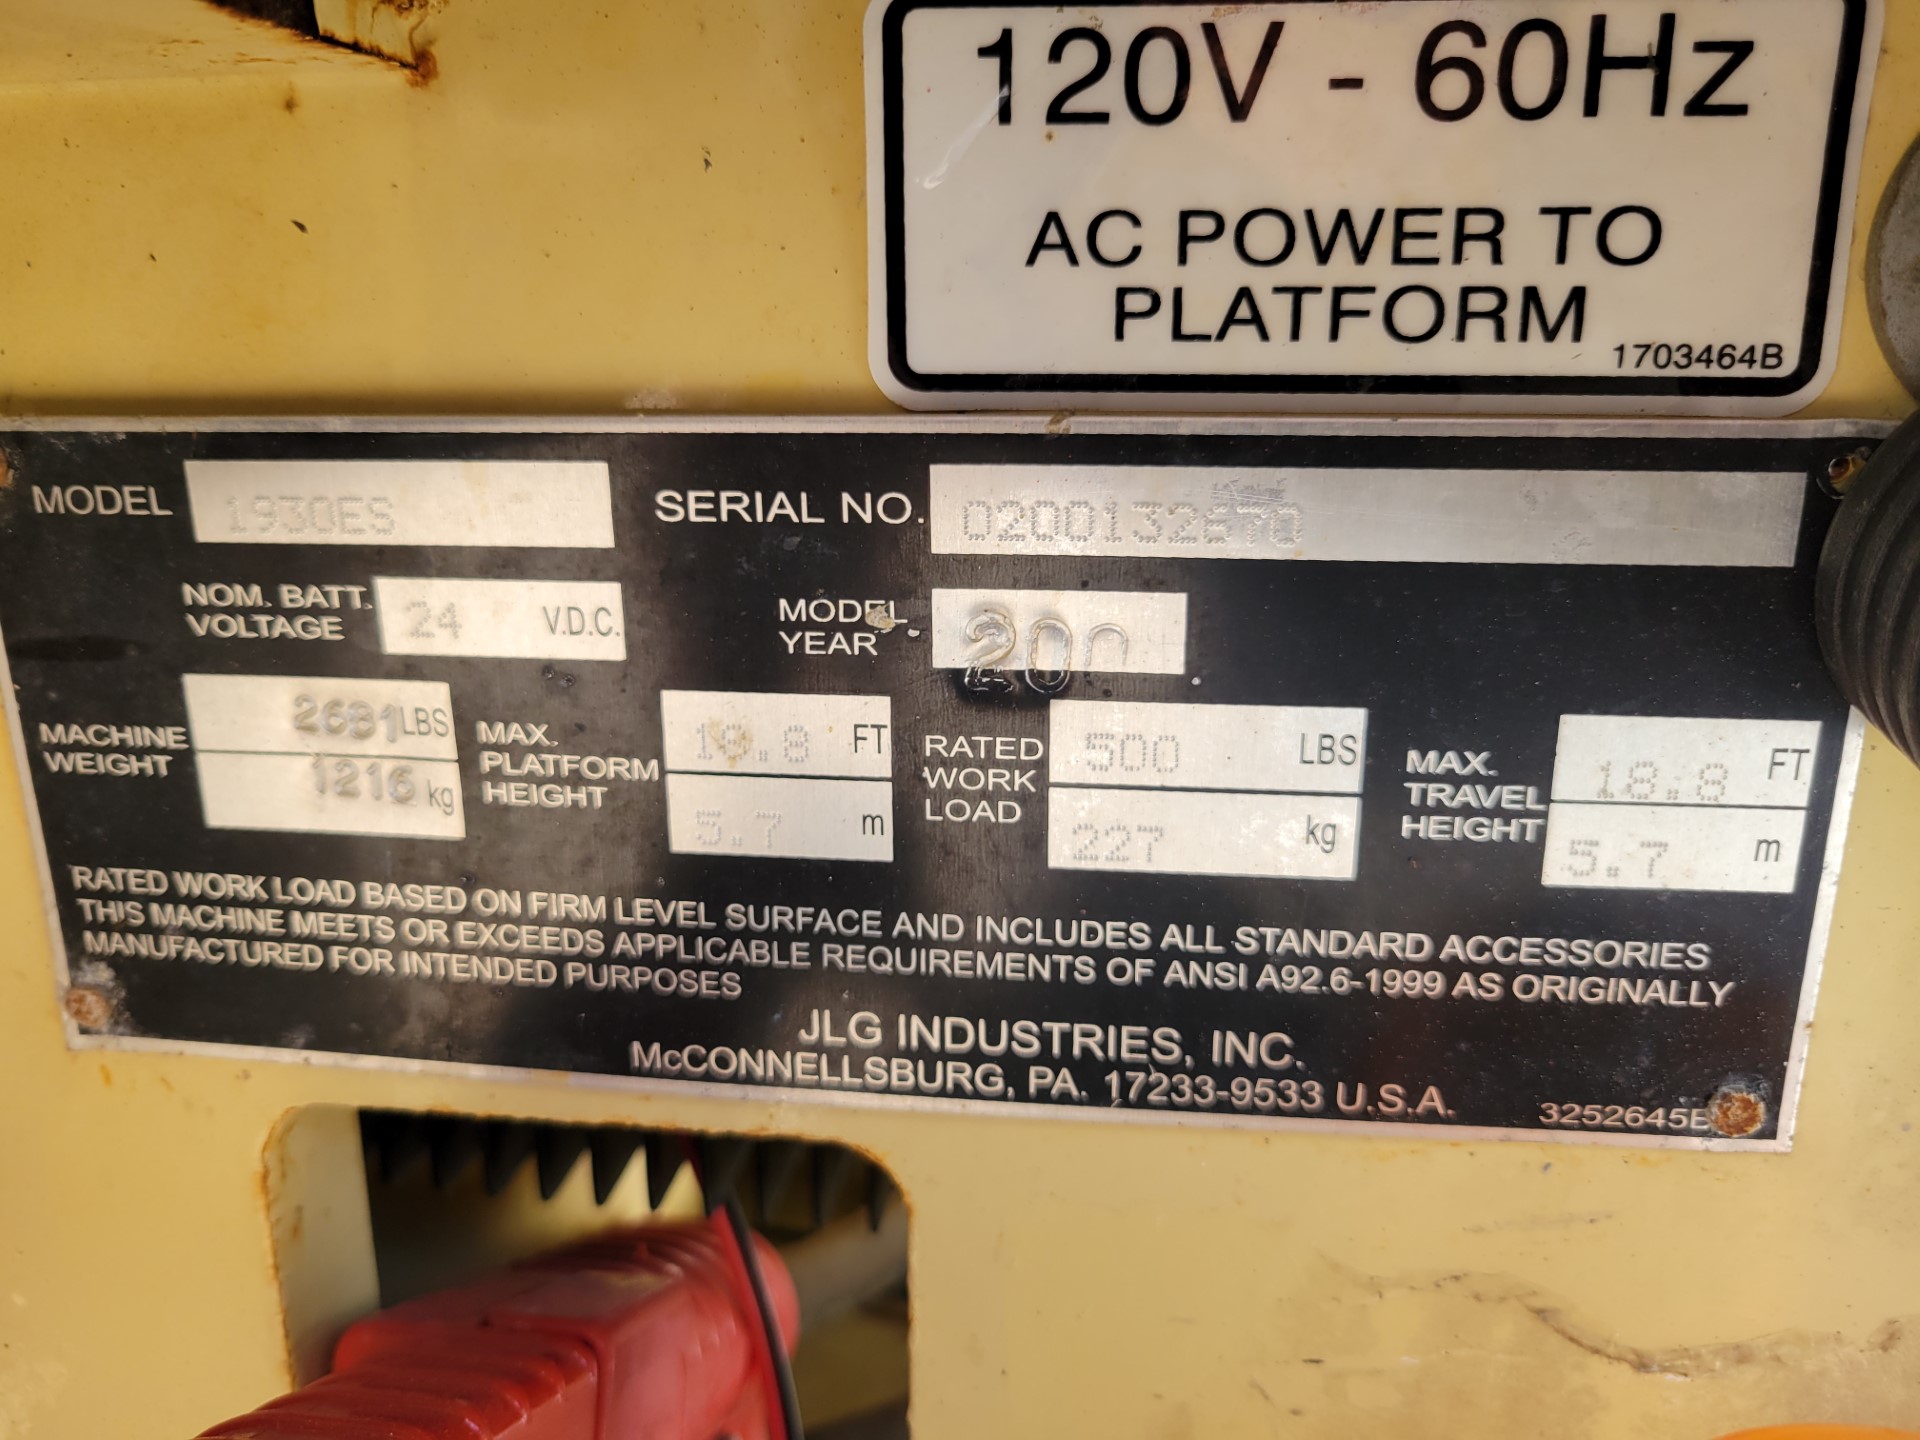 120V - 60Hz
AC POWER TO
PLATFORM
1703464B
MODEL 1930ES SERIAL NO. 0200132670
NOM. BATT. VOLTAGE 24 V.D.C. MODEL YEAR 200
MACHINE WEIGHT 2681 LBS 1216 kg
MAX. PLATFORM HEIGHT FT 5.7 m
RATED WORK LOAD 500 LBS 227 kg
MAX. TRAVEL HEIGHT 18.8 FT 5.7 m
RATED WORK LOAD BASED ON FIRM LEVEL SURFACE AND INCLUDES ALL STANDARD ACCESSORIES
THIS MACHINE MEETS OR EXCEEDS APPLICABLE REQUIREMENTS OF ANSI A92.6-1999 AS ORIGINALLY
MANUFACTURED FOR INTENDED PURPOSES
JLG INDUSTRIES, INC.
McCONNELLSBURG, PA. 17233-9533 U.S.A.
3252645B